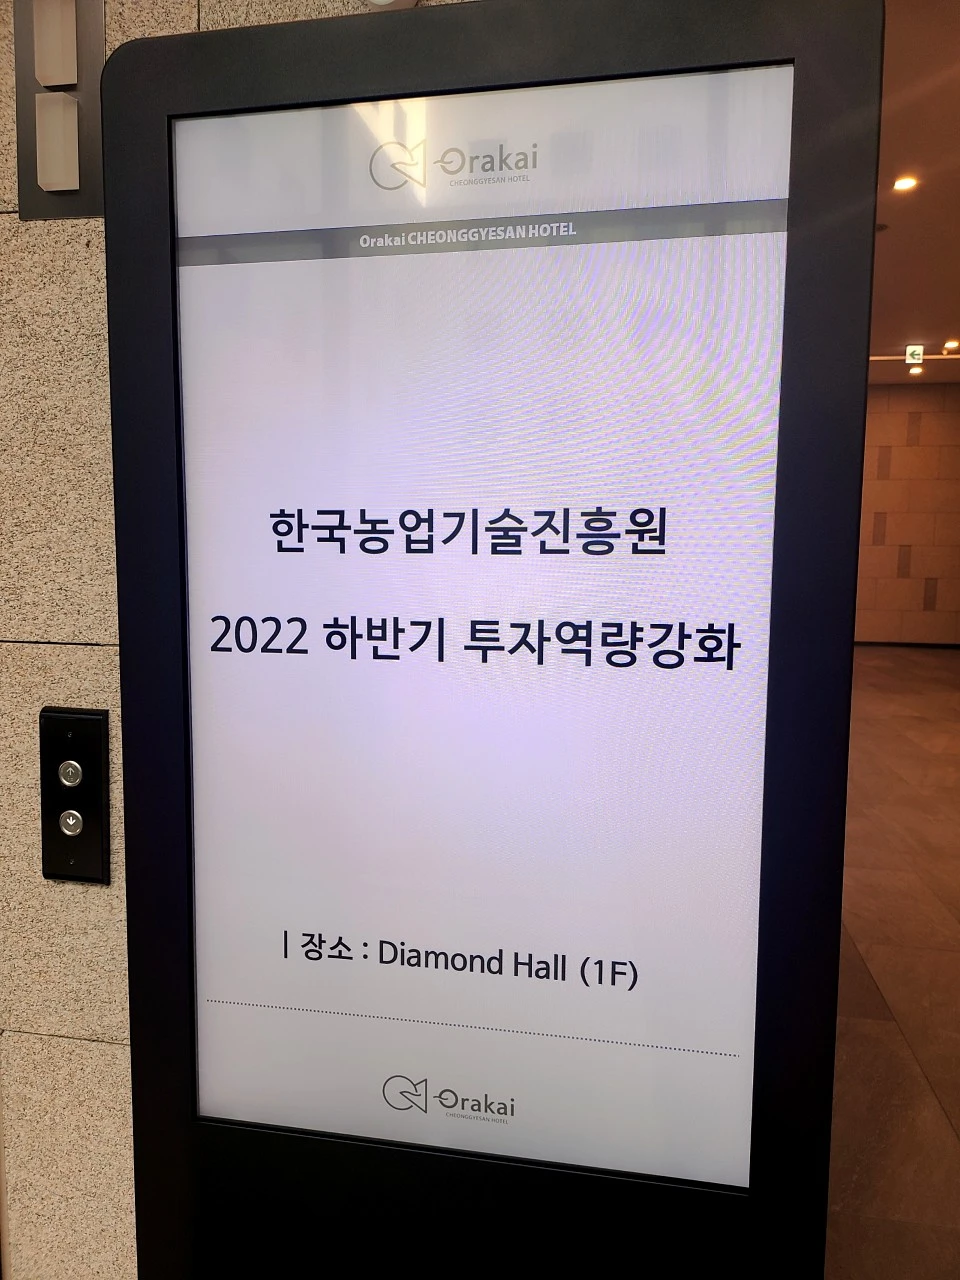 Orakai
CHEONGGYESAN HOTEL
Orakai CHEONGGYESAN HOTEL
한국농업기술진흥원
2022 하반기 투자역량강화
| 장소 : Diamond Hall (1F)
Orakai
CHEONGGYESAN HOTEL